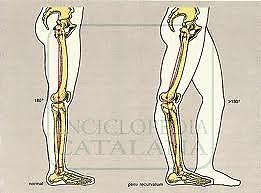 180°
>180°
ENCICLOPÈDIA
CATALANA
normal
genu recurvatum